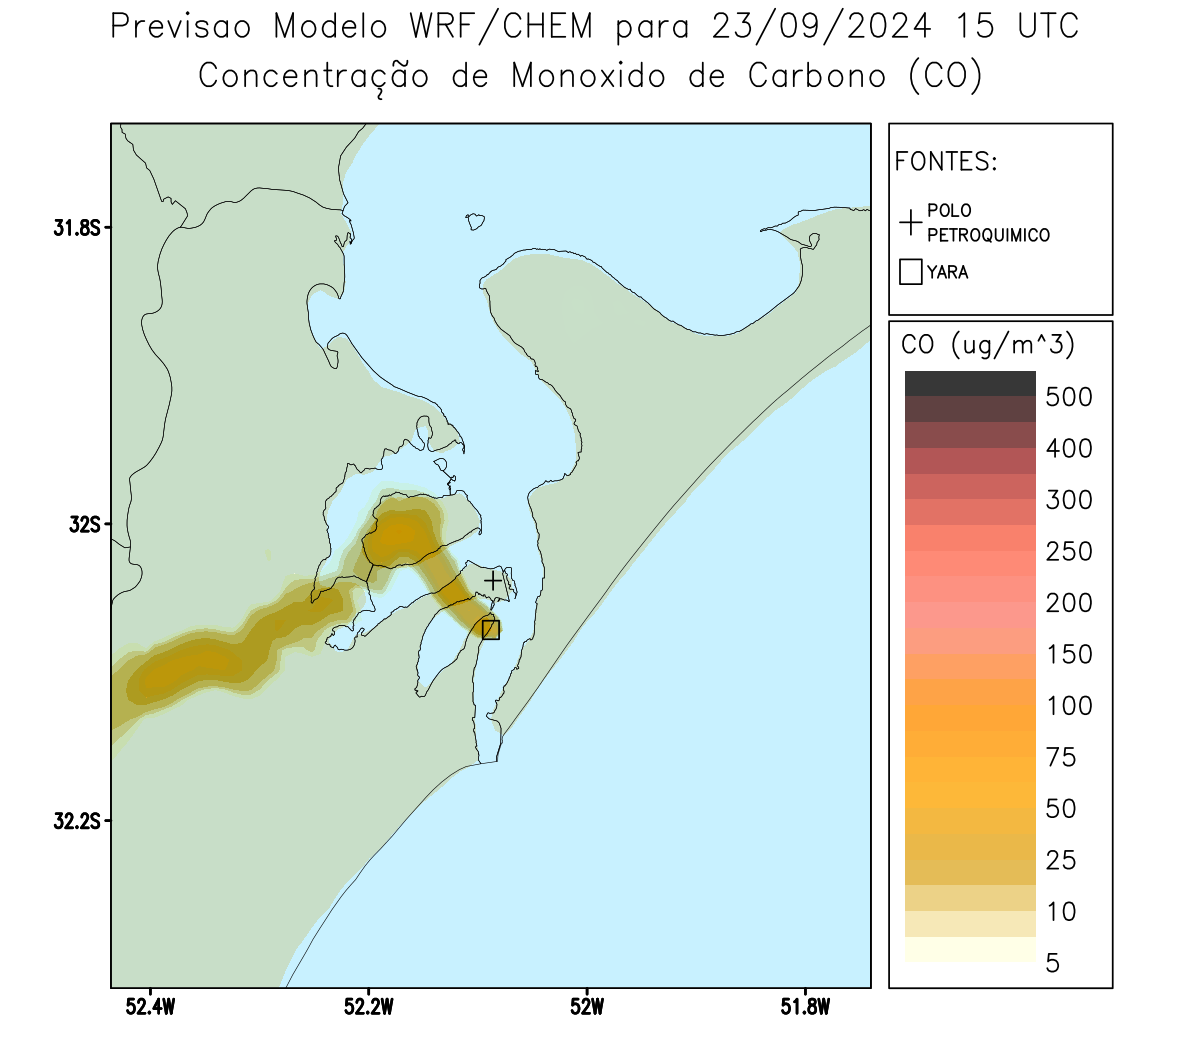 Previsao Modelo WRF/CHEM para 23/09/2024 15 UTC
Concentração de Monoxido de Carbono (CO)
FONTES:
POLO
PETROQUIMICO
YARA
CO (ug/m^3)
500
400
300
250
200
150
100
75
50
25
10
5
31.8S
32S
32.2S
52.4W
52.2W
52W
51.8W